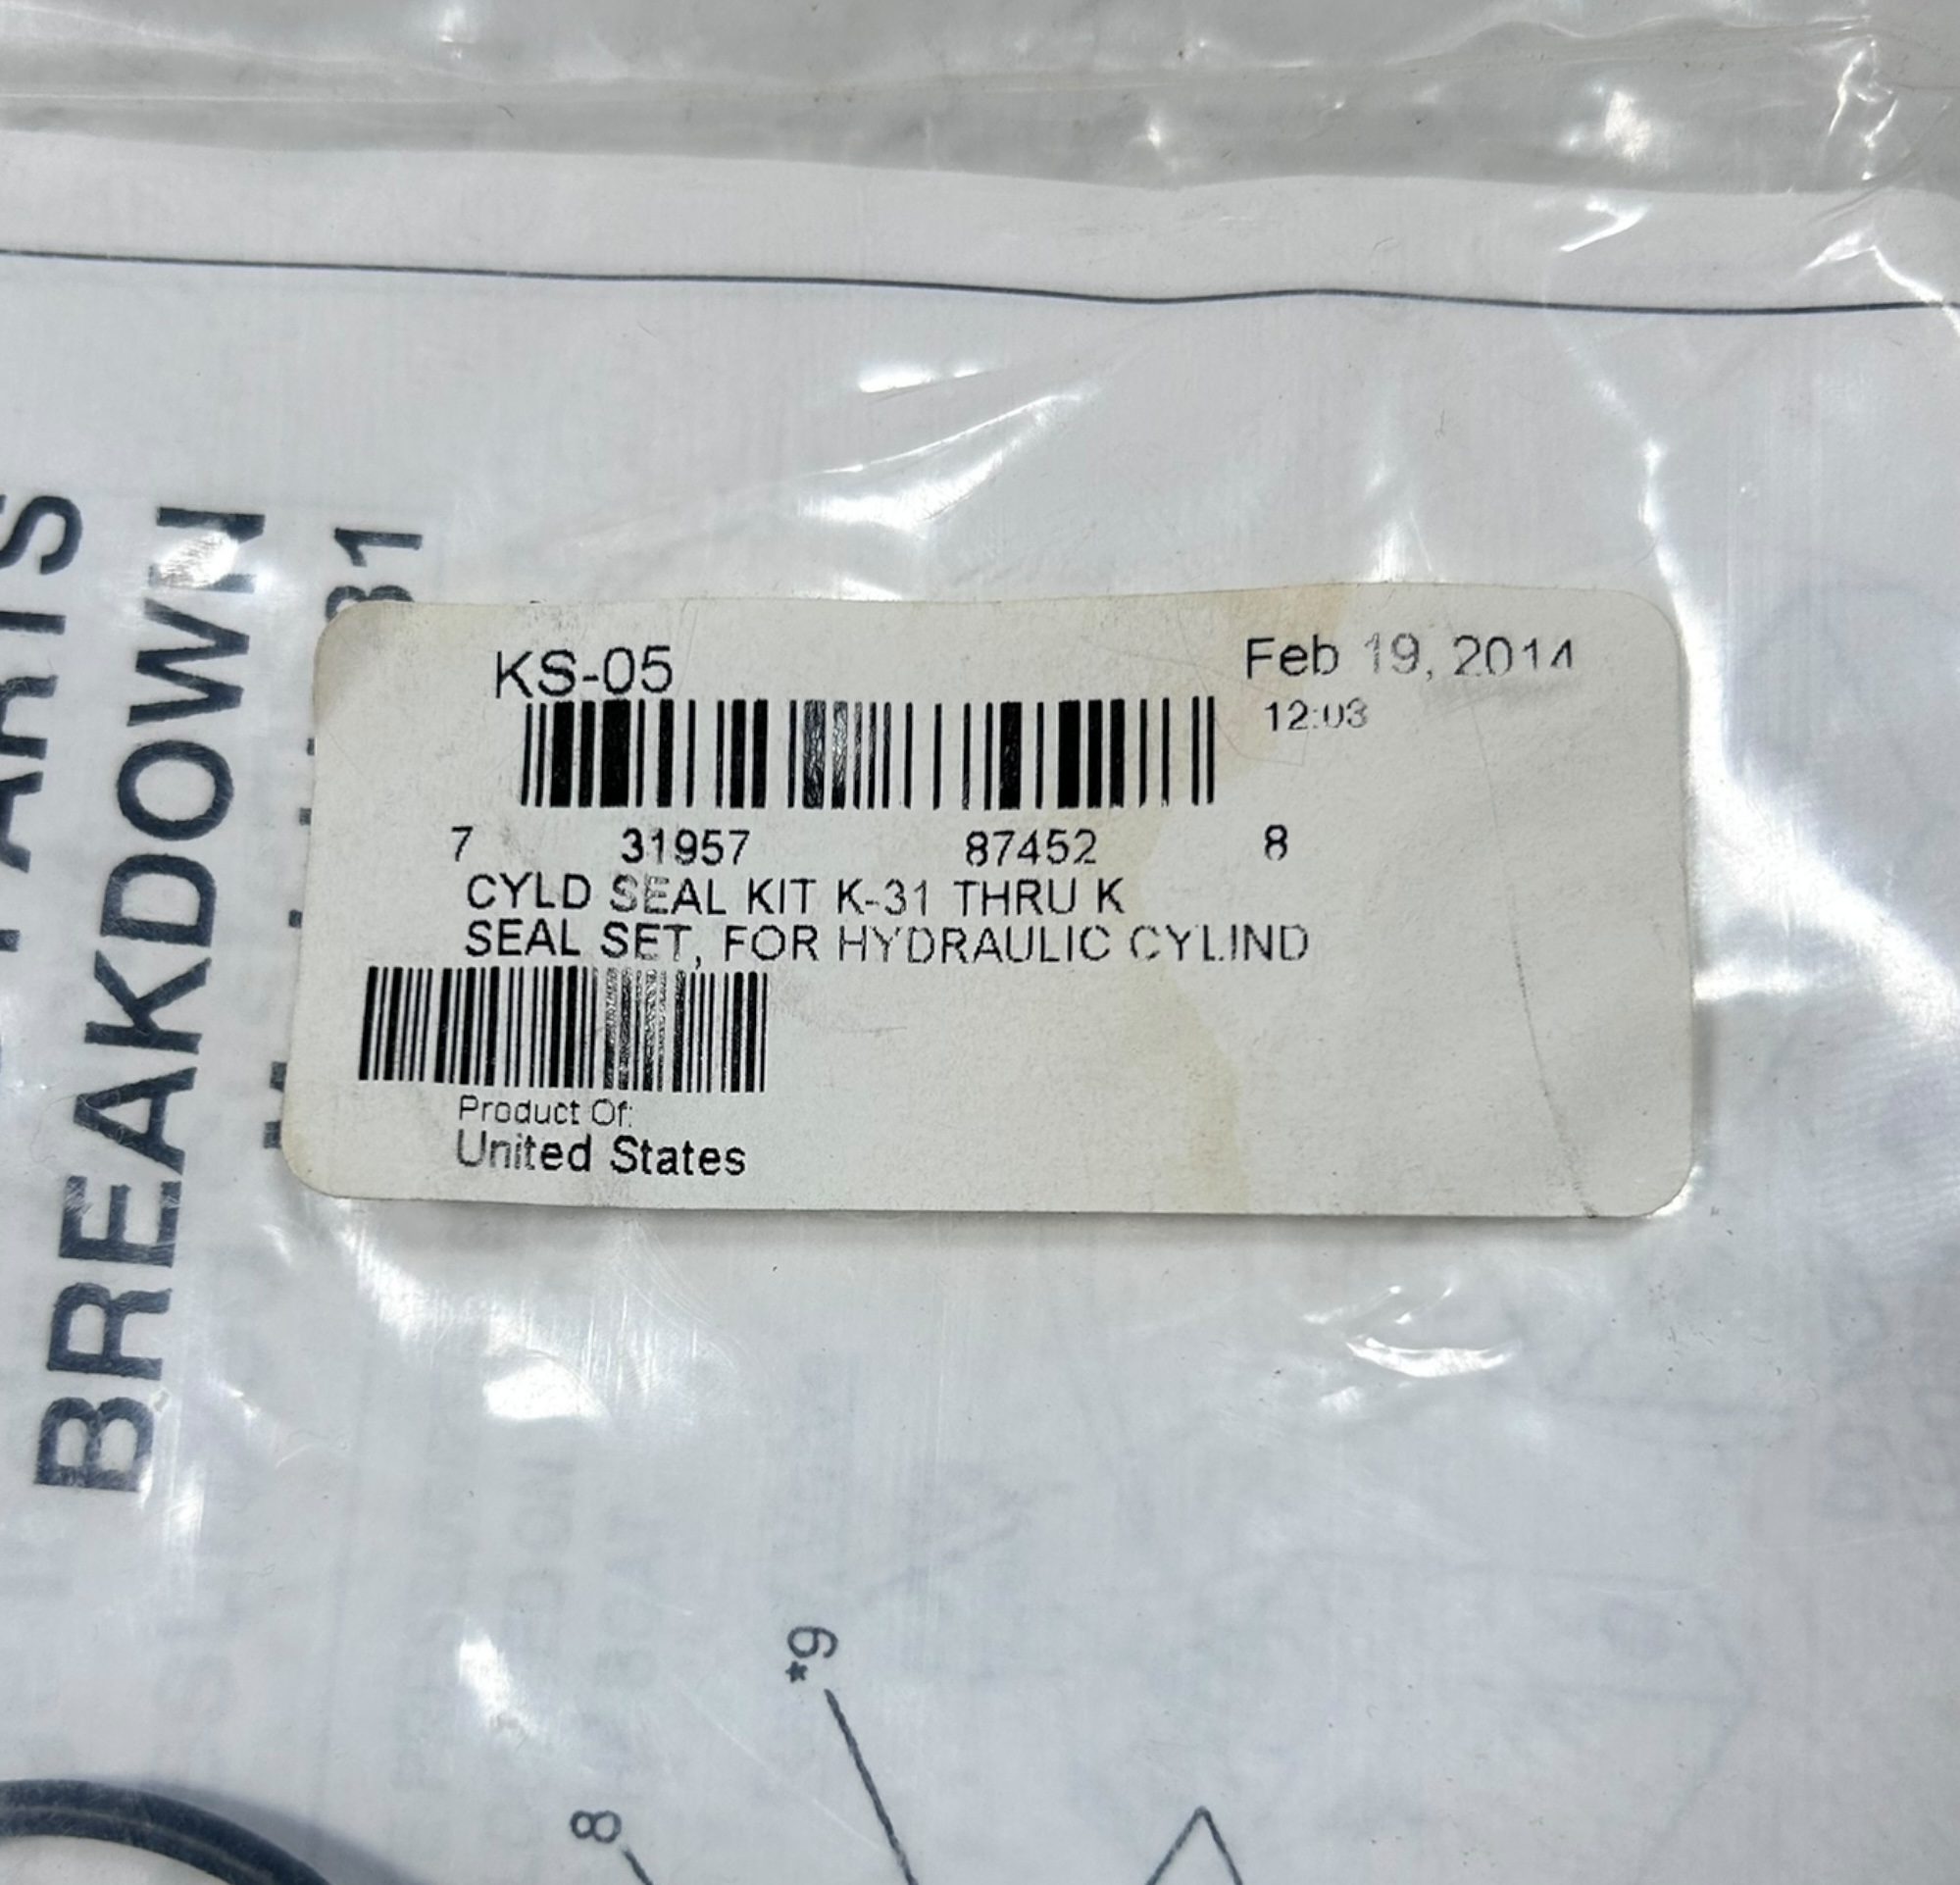 KS-05
Feb 19, 2014
12:03
7 31957 87452 8
CYLD SEAL KIT K-31 THRU K
SEAL SET, FOR HYDRAULIC CYLIND
Product Of:
United States
PARTS
BREAKDOWN
*9
8